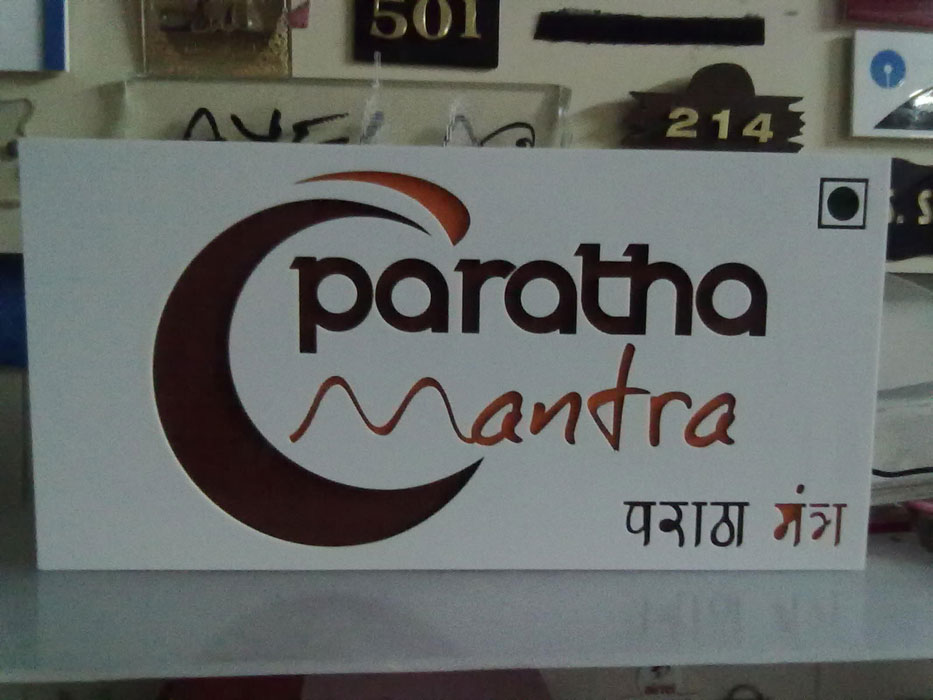 501
214
paratha
mantra
पराठा मंत्र